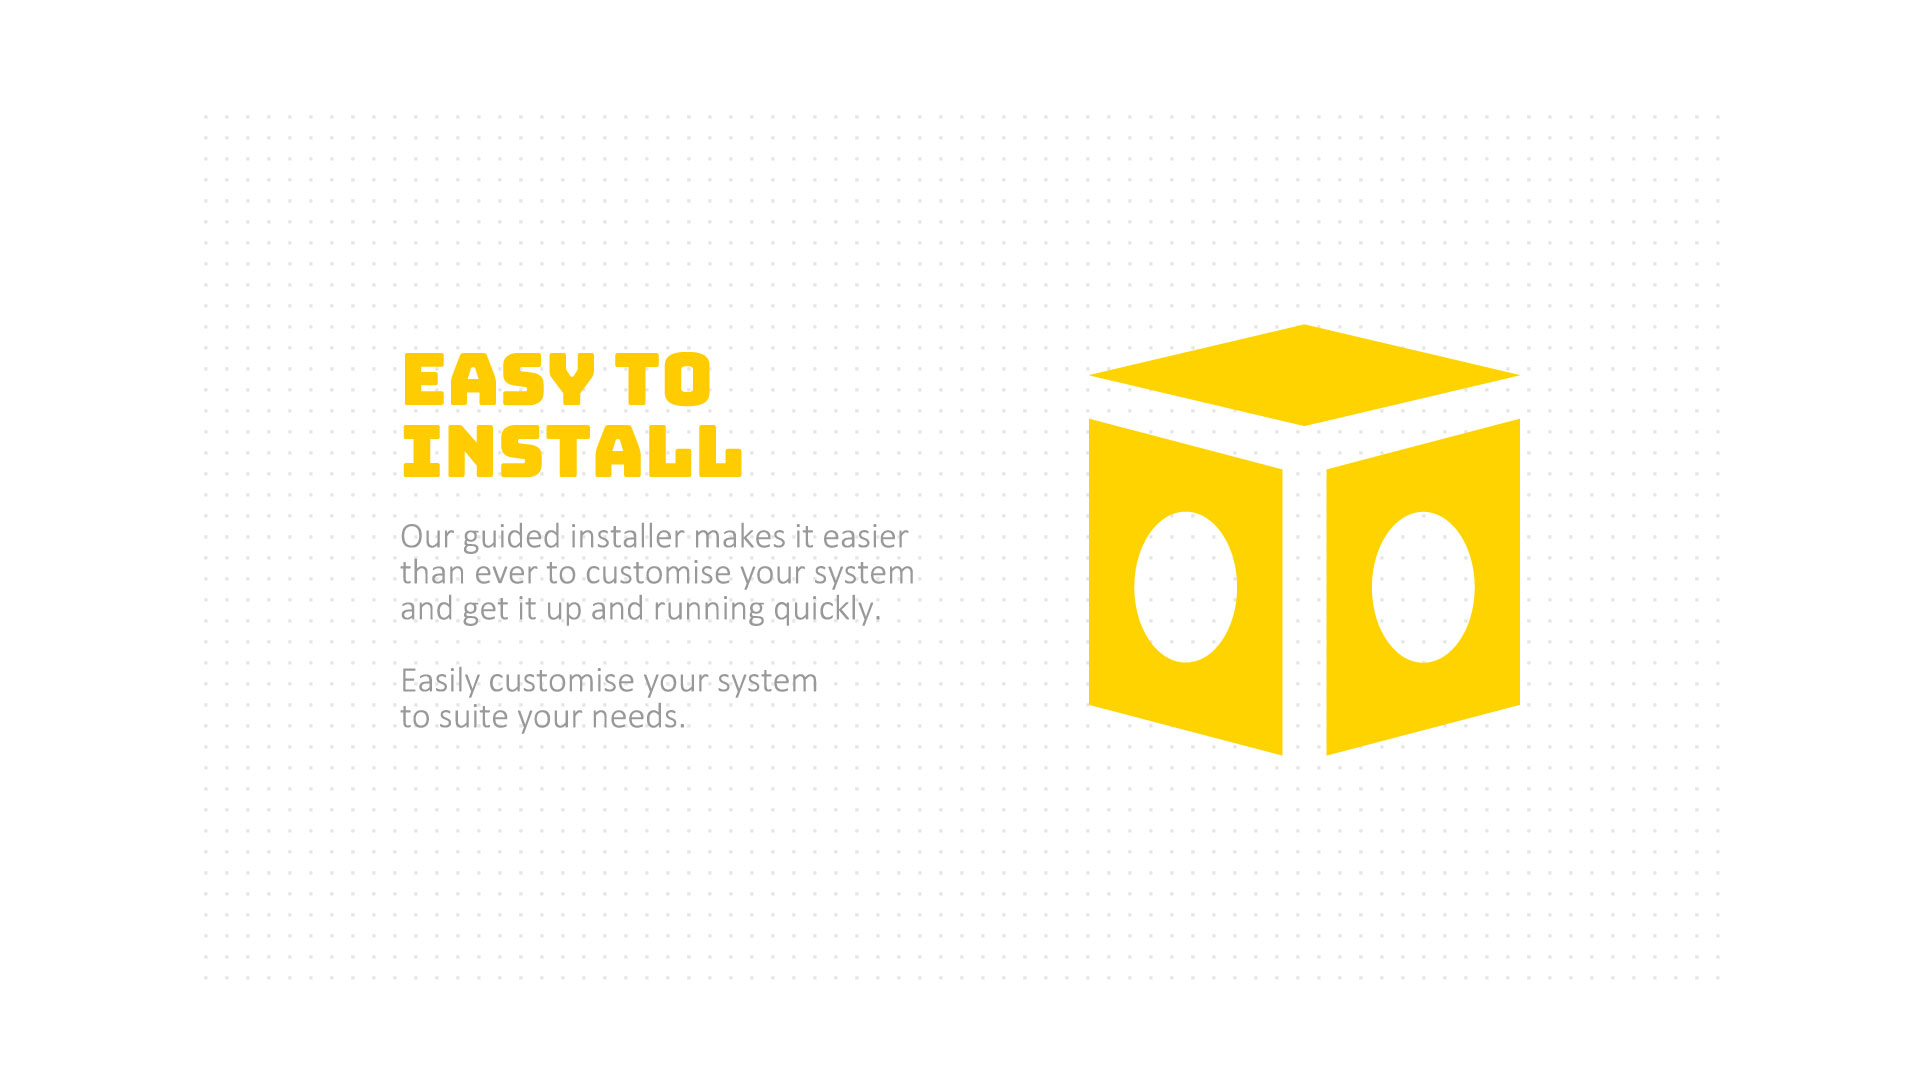 EASY TO
INSTALL
Our guided installer makes it easier
than ever to customise your system
and get it up and running quickly.
Easily customise your system
to suite your needs.